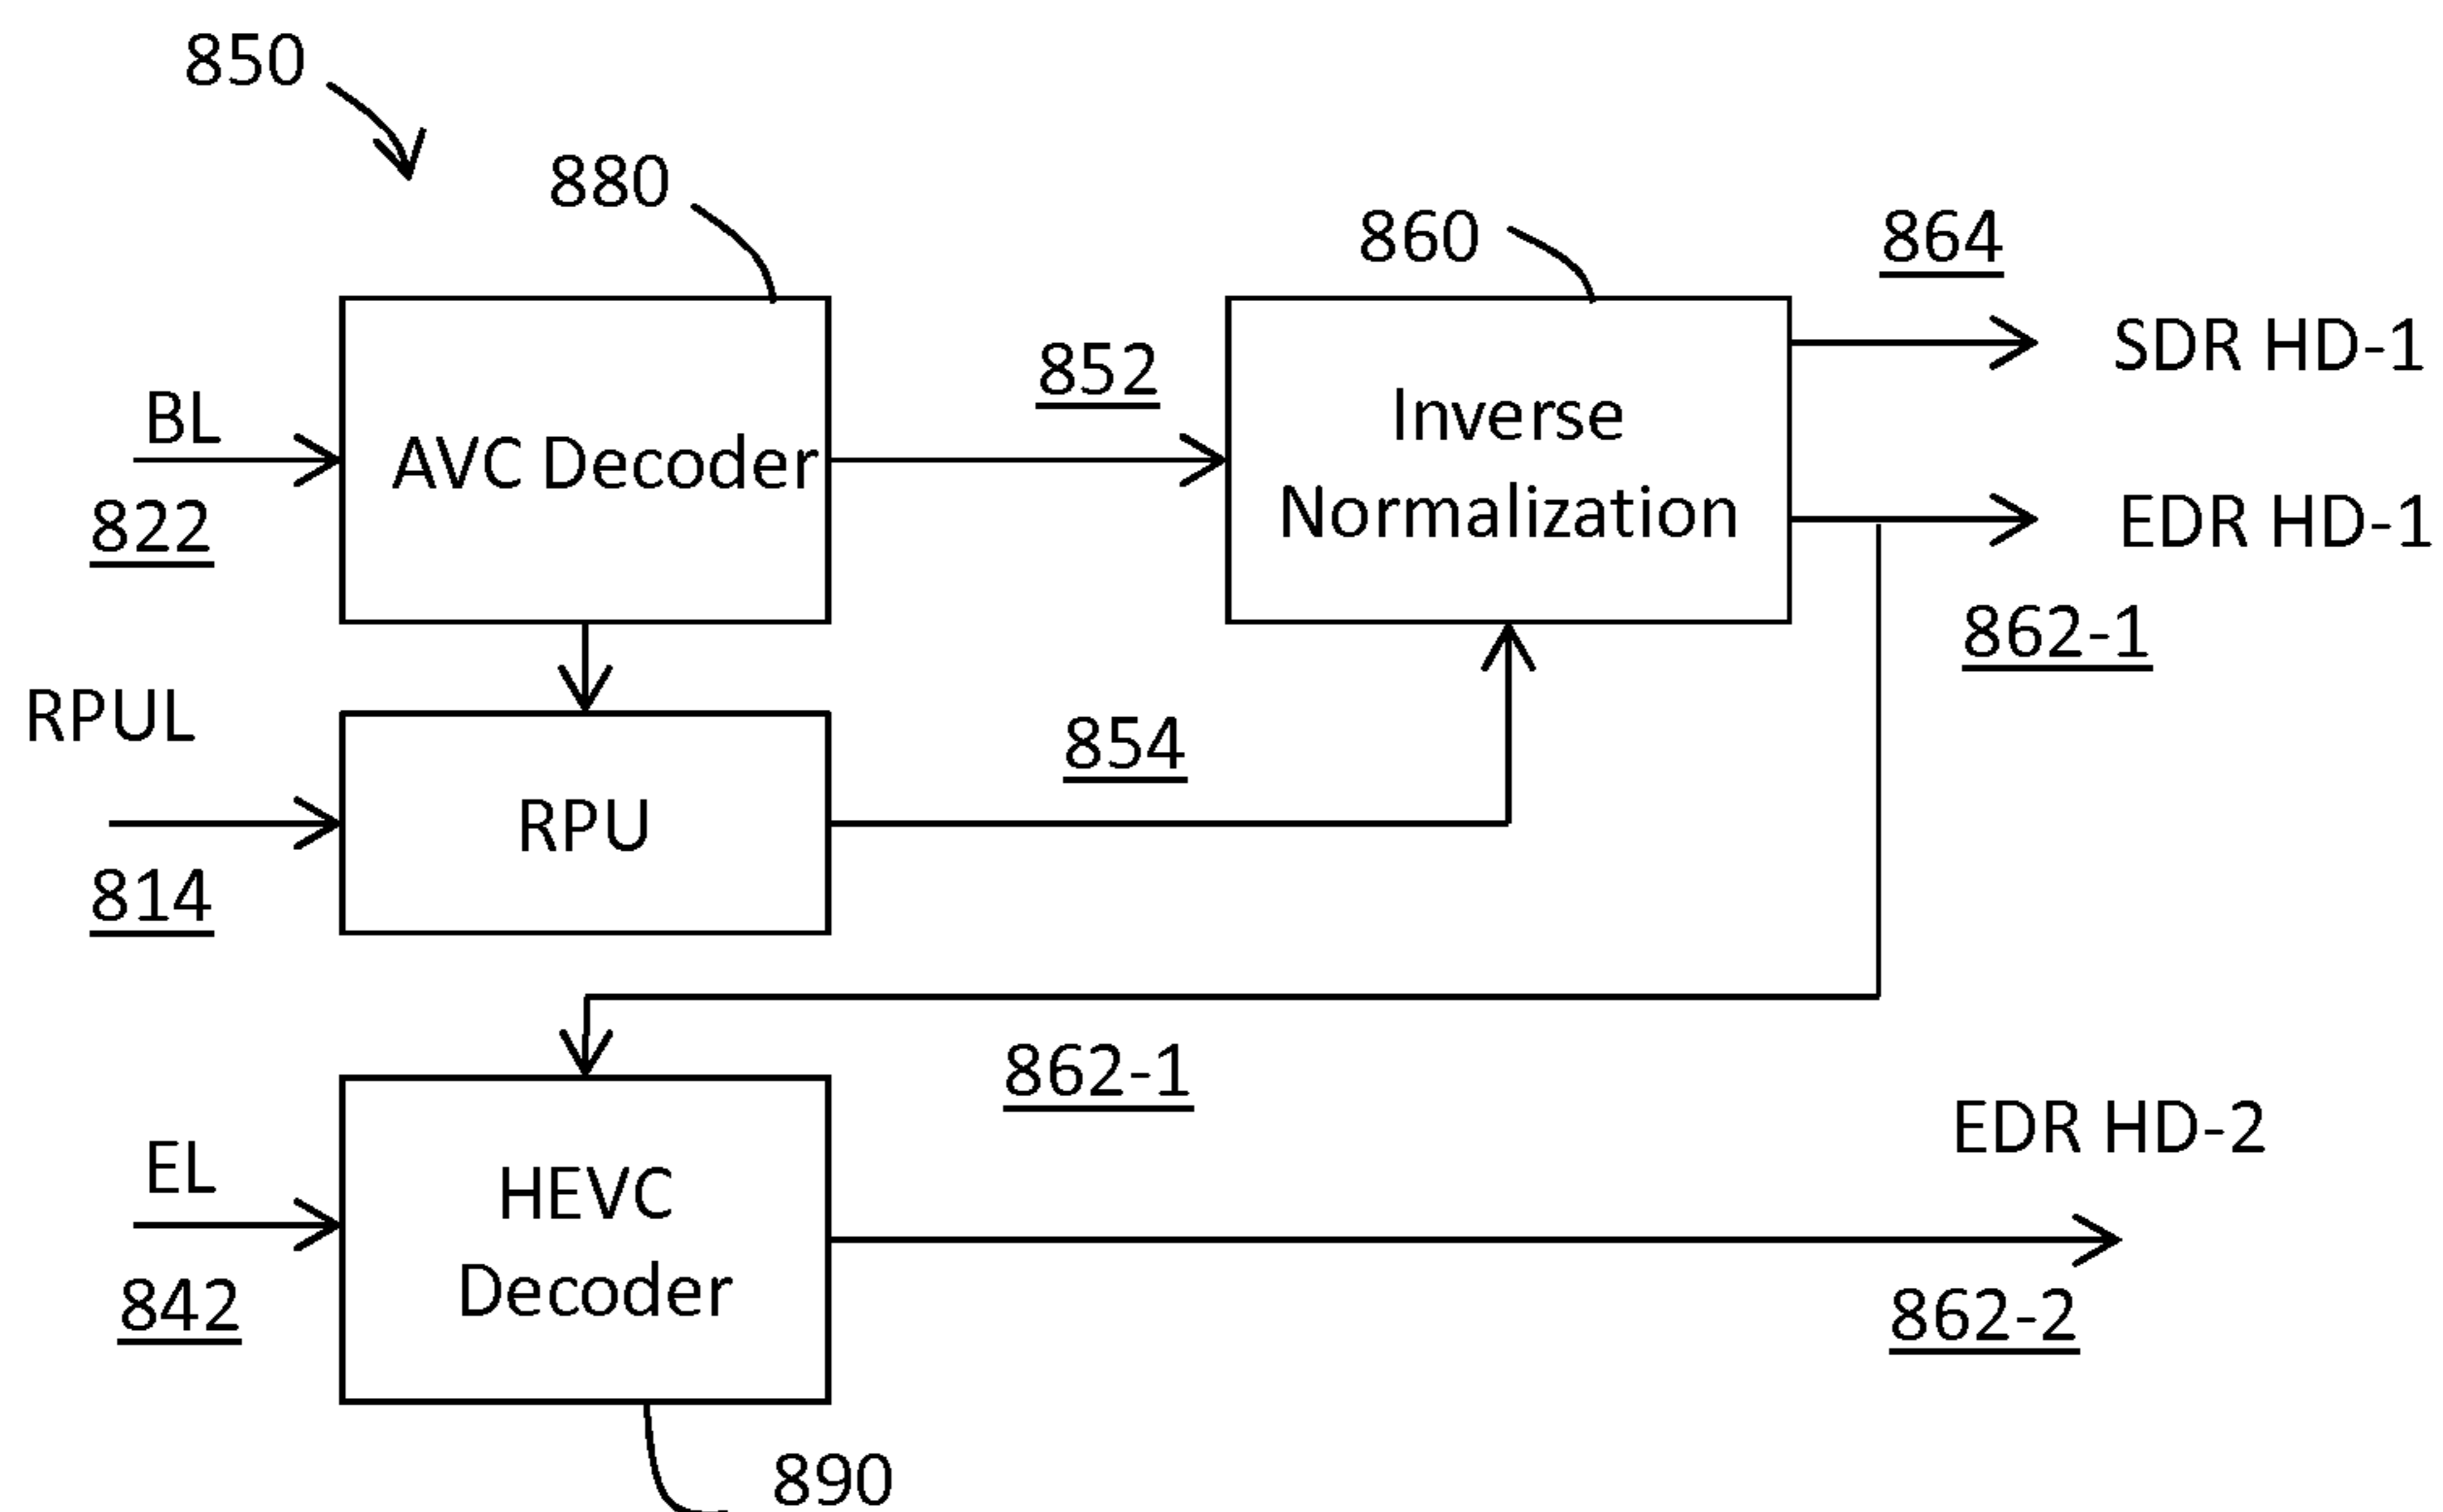 850
880
860
864
SDR HD-1
BL
822
AVC Decoder
852
Inverse
Normalization
EDR HD-1
862-1
RPUL
814
RPU
854
862-1
EL
842
HEVC
Decoder
EDR HD-2
862-2
890